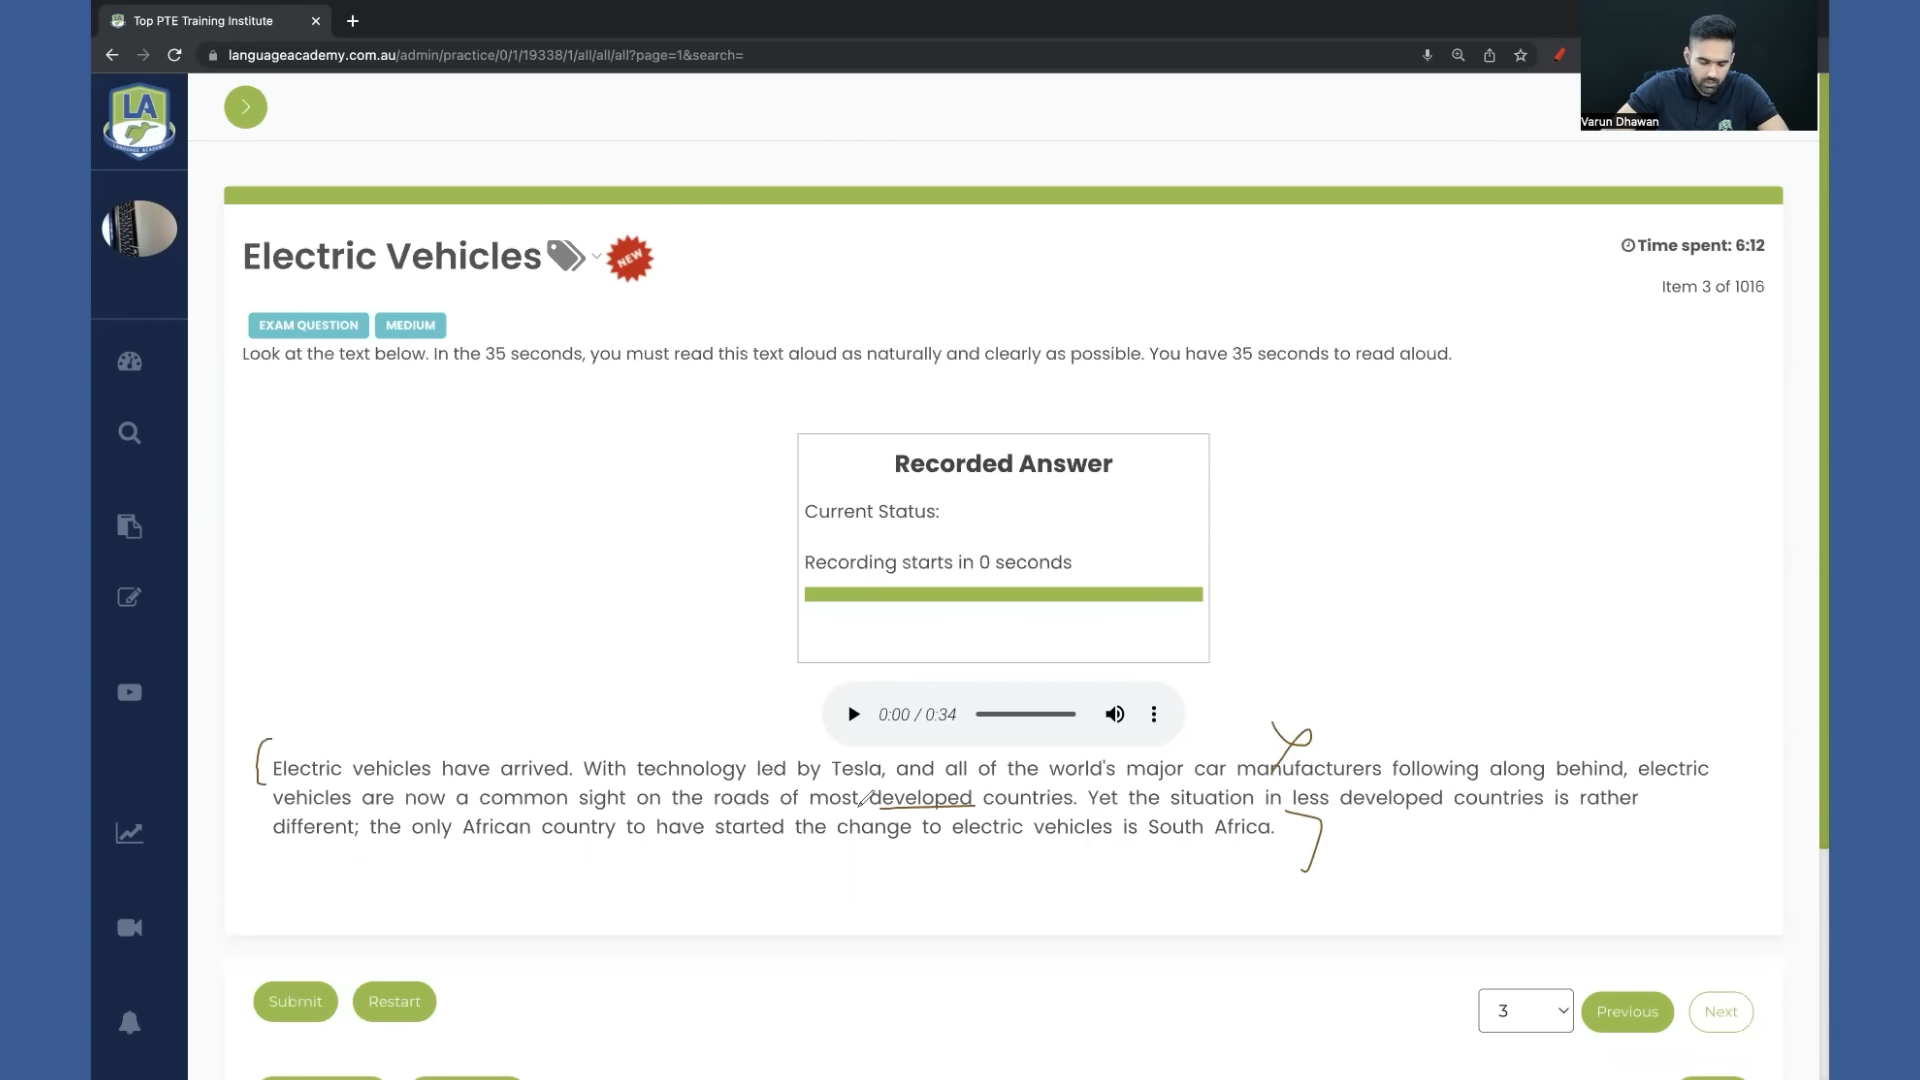 Top PTE Training Institute
languageacademy.com.au/admin/practice/0/1/19338/1/all/all/all?page=1&search=
Varun Dhawan
LA
LANGUAGE ACADEMY
Electric Vehicles
NEW
Time spent: 6:12
Item 3 of 1016
EXAM QUESTION
MEDIUM
Look at the text below. In the 35 seconds, you must read this text aloud as naturally and clearly as possible. You have 35 seconds to read aloud.
Recorded Answer
Current Status:
Recording starts in 0 seconds
0:00 / 0:34
Electric vehicles have arrived. With technology led by Tesla, and all of the world's major car manufacturers following along behind, electric
vehicles are now a common sight on the roads of most developed countries. Yet the situation in less developed countries is rather
different; the only African country to have started the change to electric vehicles is South Africa.
Submit
Restart
3
Previous
Next